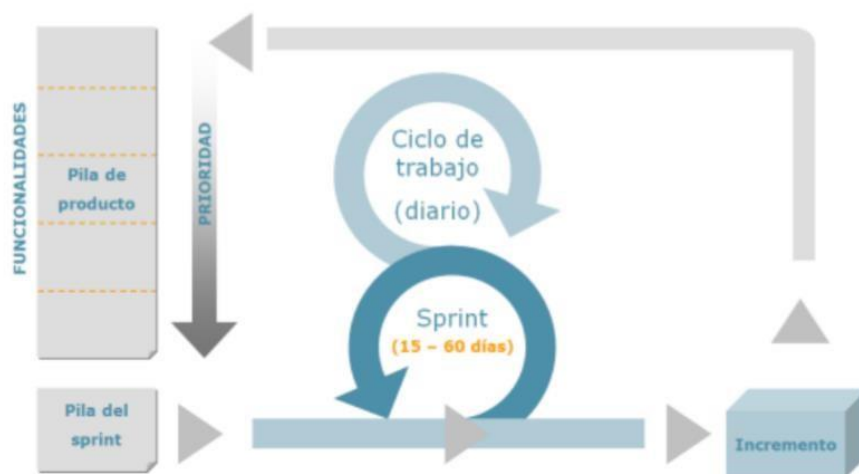 FUNCIONALIDADES
Pila de
producto
PRIORIDAD
Ciclo de
trabajo
(diario)
Sprint
(15 – 60 días)
Pila del
sprint
Incremento